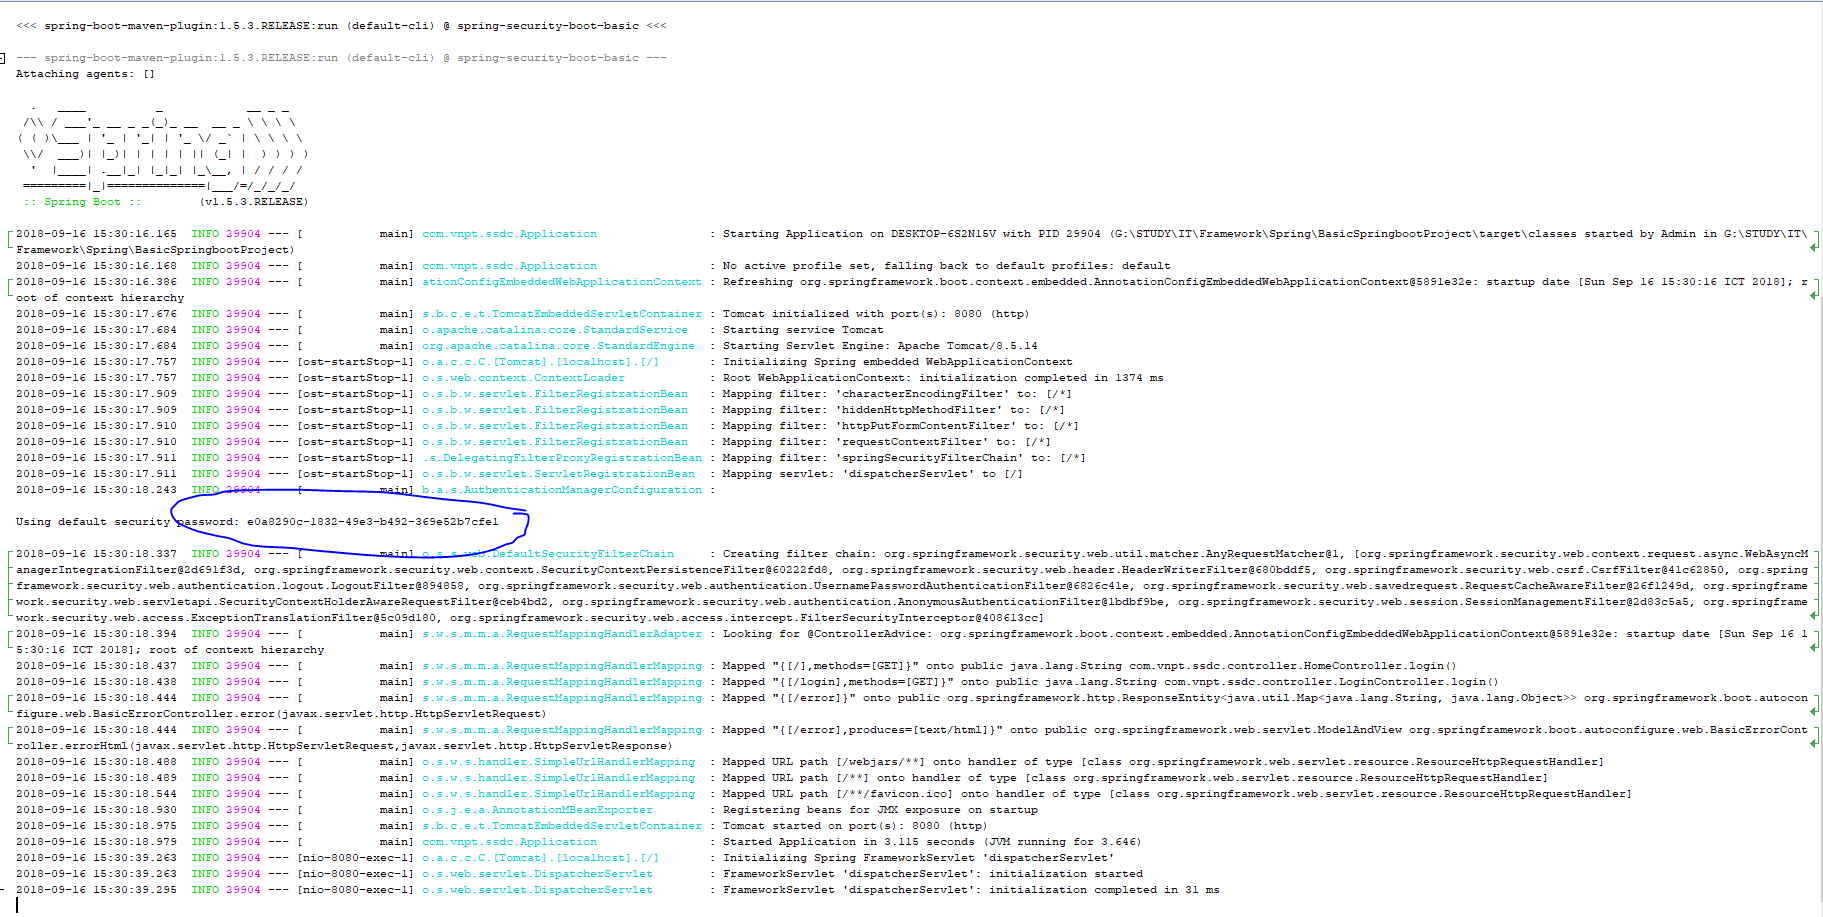 <<< spring-boot-maven-plugin:1.5.3.RELEASE:run (default-cli) @ spring-security-boot-basic <<<
--- spring-boot-maven-plugin:1.5.3.RELEASE:run (default-cli) @ spring-security-boot-basic ---
Attaching agents: []
  .   ____          _            __ _ _
 /\\ / ___'_ __ _ _(_)_ __  __ _ \ \ \ \
( ( )\___ | '_ | '_| | '_ \/ _` | \ \ \ \
 \\/  ___)| |_)| | | | | || (_| |  ) ) ) )
  '  |____| .__|_| |_|_| |_\__, | / / / /
 =========|_|==============|___/=/_/_/_/
 :: Spring Boot ::        (v1.5.3.RELEASE)
2018-09-16 15:30:16.165  INFO 29904 --- [           main] com.vnpt.ssdc.Application                : Starting Application on DESKTOP-6S2N15V with PID 29904 (G:\STUDY\IT\Framework\Spring\BasicSpringbootProject\target\classes started by Admin in G:\STUDY\IT\
Framework\Spring\BasicSpringbootProject)
2018-09-16 15:30:16.168  INFO 29904 --- [           main] com.vnpt.ssdc.Application                : No active profile set, falling back to default profiles: default
2018-09-16 15:30:16.386  INFO 29904 --- [           main] ationConfigEmbeddedWebApplicationContext : Refreshing org.springframework.boot.context.embedded.AnnotationConfigEmbeddedWebApplicationContext@5891e32e: startup date [Sun Sep 16 15:30:16 ICT 2018]; r
oot of context hierarchy
2018-09-16 15:30:17.676  INFO 29904 --- [           main] s.b.c.e.t.TomcatEmbeddedServletContainer : Tomcat initialized with port(s): 8080 (http)
2018-09-16 15:30:17.684  INFO 29904 --- [           main] o.apache.catalina.core.StandardService   : Starting service Tomcat
2018-09-16 15:30:17.684  INFO 29904 --- [           main] org.apache.catalina.core.StandardEngine  : Starting Servlet Engine: Apache Tomcat/8.5.14
2018-09-16 15:30:17.757  INFO 29904 --- [ost-startStop-1] o.a.c.c.C.[Tomcat].[localhost].[/]       : Initializing Spring embedded WebApplicationContext
2018-09-16 15:30:17.757  INFO 29904 --- [ost-startStop-1] o.s.web.context.ContextLoader            : Root WebApplicationContext: initialization completed in 1374 ms
2018-09-16 15:30:17.909  INFO 29904 --- [ost-startStop-1] o.s.b.w.servlet.FilterRegistrationBean   : Mapping filter: 'characterEncodingFilter' to: [/*]
2018-09-16 15:30:17.909  INFO 29904 --- [ost-startStop-1] o.s.b.w.servlet.FilterRegistrationBean   : Mapping filter: 'hiddenHttpMethodFilter' to: [/*]
2018-09-16 15:30:17.910  INFO 29904 --- [ost-startStop-1] o.s.b.w.servlet.FilterRegistrationBean   : Mapping filter: 'httpPutFormContentFilter' to: [/*]
2018-09-16 15:30:17.910  INFO 29904 --- [ost-startStop-1] o.s.b.w.servlet.FilterRegistrationBean   : Mapping filter: 'requestContextFilter' to: [/*]
2018-09-16 15:30:17.911  INFO 29904 --- [ost-startStop-1] .s.DelegatingFilterProxyRegistrationBean : Mapping filter: 'springSecurityFilterChain' to: [/*]
2018-09-16 15:30:17.911  INFO 29904 --- [ost-startStop-1] o.s.b.w.servlet.ServletRegistrationBean  : Mapping servlet: 'dispatcherServlet' to [/]
2018-09-16 15:30:18.243  INFO 29904 --- [           main] b.a.s.AuthenticationManagerConfiguration :
Using default security password: e0a8290c-1832-49e3-b492-369e52b7cfe1
2018-09-16 15:30:18.337  INFO 29904 --- [           main] o.s.s.web.DefaultSecurityFilterChain     : Creating filter chain: org.springframework.security.web.util.matcher.AnyRequestMatcher@1, [org.springframework.security.web.context.request.async.WebAsyncM
anagerIntegrationFilter@2d691f3d, org.springframework.security.web.context.SecurityContextPersistenceFilter@60222fd8, org.springframework.security.web.header.HeaderWriterFilter@680bddf5, org.springframework.security.web.csrf.CsrfFilter@41c62850, org.spring
framework.security.web.authentication.logout.LogoutFilter@894858, org.springframework.security.web.authentication.UsernamePasswordAuthenticationFilter@6826c41e, org.springframework.security.web.savedrequest.RequestCacheAwareFilter@26f1249d, org.springframe
work.security.web.servletapi.SecurityContextHolderAwareRequestFilter@ceb4bd2, org.springframework.security.web.authentication.AnonymousAuthenticationFilter@1bdbf9be, org.springframework.security.web.session.SessionManagementFilter@2d83c5a5, org.springframe
work.security.web.access.ExceptionTranslationFilter@5c09d180, org.springframework.security.web.access.intercept.FilterSecurityInterceptor@408613cc]
2018-09-16 15:30:18.394  INFO 29904 --- [           main] s.w.s.m.m.a.RequestMappingHandlerAdapter : Looking for @ControllerAdvice: org.springframework.boot.context.embedded.AnnotationConfigEmbeddedWebApplicationContext@5891e32e: startup date [Sun Sep 16 1
5:30:16 ICT 2018]; root of context hierarchy
2018-09-16 15:30:18.437  INFO 29904 --- [           main] s.w.s.m.m.a.RequestMappingHandlerMapping : Mapped "{[/],methods=[GET]}" onto public java.lang.String com.vnpt.ssdc.controller.HomeController.login()
2018-09-16 15:30:18.438  INFO 29904 --- [           main] s.w.s.m.m.a.RequestMappingHandlerMapping : Mapped "{[/login],methods=[GET]}" onto public java.lang.String com.vnpt.ssdc.controller.LoginController.login()
2018-09-16 15:30:18.444  INFO 29904 --- [           main] s.w.s.m.m.a.RequestMappingHandlerMapping : Mapped "{[/error]}" onto public org.springframework.http.ResponseEntity<java.util.Map<java.lang.String, java.lang.Object>> org.springframework.boot.autocon
figure.web.BasicErrorController.error(javax.servlet.http.HttpServletRequest)
2018-09-16 15:30:18.444  INFO 29904 --- [           main] s.w.s.m.m.a.RequestMappingHandlerMapping : Mapped "{[/error],produces=[text/html]}" onto public org.springframework.web.servlet.ModelAndView org.springframework.boot.autoconfigure.web.BasicErrorCont
roller.errorHtml(javax.servlet.http.HttpServletRequest,javax.servlet.http.HttpServletResponse)
2018-09-16 15:30:18.488  INFO 29904 --- [           main] o.s.w.s.handler.SimpleUrlHandlerMapping  : Mapped URL path [/webjars/**] onto handler of type [class org.springframework.web.servlet.resource.ResourceHttpRequestHandler]
2018-09-16 15:30:18.489  INFO 29904 --- [           main] o.s.w.s.handler.SimpleUrlHandlerMapping  : Mapped URL path [/**] onto handler of type [class org.springframework.web.servlet.resource.ResourceHttpRequestHandler]
2018-09-16 15:30:18.544  INFO 29904 --- [           main] o.s.w.s.handler.SimpleUrlHandlerMapping  : Mapped URL path [/**/favicon.ico] onto handler of type [class org.springframework.web.servlet.resource.ResourceHttpRequestHandler]
2018-09-16 15:30:18.930  INFO 29904 --- [           main] o.s.j.e.a.AnnotationMBeanExporter        : Registering beans for JMX exposure on startup
2018-09-16 15:30:18.975  INFO 29904 --- [           main] s.b.c.e.t.TomcatEmbeddedServletContainer : Tomcat started on port(s): 8080 (http)
2018-09-16 15:30:18.979  INFO 29904 --- [           main] com.vnpt.ssdc.Application                : Started Application in 3.115 seconds (JVM running for 3.646)
2018-09-16 15:30:39.263  INFO 29904 --- [nio-8080-exec-1] o.a.c.c.C.[Tomcat].[localhost].[/]       : Initializing Spring FrameworkServlet 'dispatcherServlet'
2018-09-16 15:30:39.263  INFO 29904 --- [nio-8080-exec-1] o.s.web.servlet.DispatcherServlet        : FrameworkServlet 'dispatcherServlet': initialization started
2018-09-16 15:30:39.295  INFO 29904 --- [nio-8080-exec-1] o.s.web.servlet.DispatcherServlet        : FrameworkServlet 'dispatcherServlet': initialization completed in 31 ms